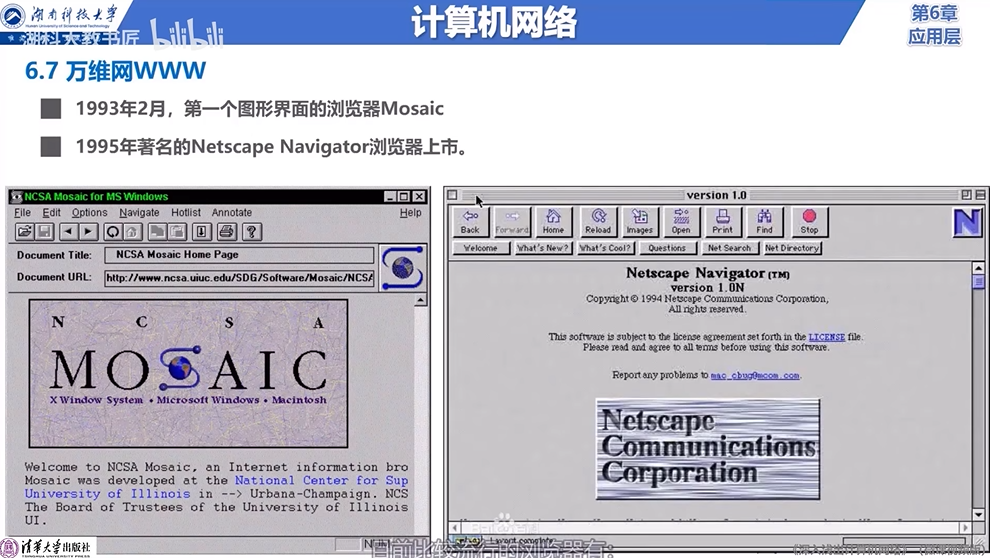 湖南科技大学
Hunan University of Science and Technology
湖科大教书匠 bilibili
计算机网络
第6章
应用层
6.7 万维网WWW
1993年2月，第一个图形界面的浏览器Mosaic
1995年著名的Netscape Navigator浏览器上市。
NCSA Mosaic for MS Windows
File Edit Options Navigate Hotlist Annotate Help
Document Title: NCSA Mosaic Home Page
Document URL: http://www.ncsa.uiuc.edu/SDG/Software/Mosaic/NCSA
N C S A
MOSAIC
X Window System • Microsoft Windows • Macintosh
Welcome to NCSA Mosaic, an Internet information bro
Mosaic was developed at the National Center for Sup
University of Illinois in --> Urbana-Champaign. NCS
The Board of Trustees of the University of Illinois
UI.
version 1.0
Back Forward Home Reload Images Open Print Find Stop
N
Welcome What's New? What's Cool? Questions Net Search Net Directory
Netscape Navigator (TM)
version 1.0N
Copyright © 1994 Netscape Communications Corporation,
All rights reserved.
This software is subject to the license agreement set forth in the LICENSE file.
Please read and agree to all terms before using this software.
Report any problems to mac_cbug@mcom.com.
Netscape
Communications
Corporation
清华大学出版社
目前比较流行的浏览器有：